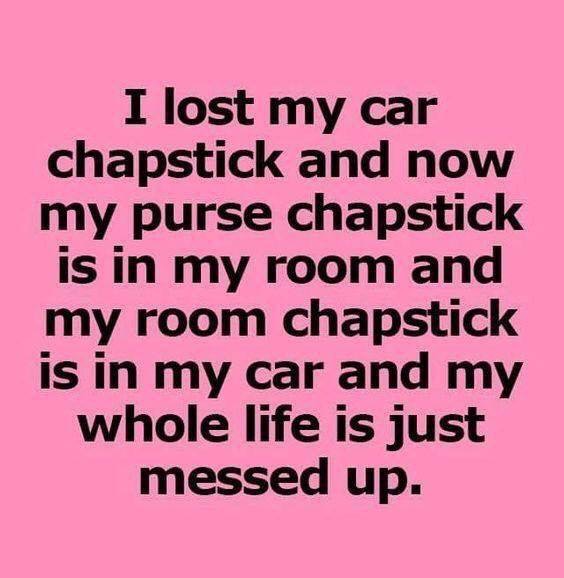 I lost my car
chapstick and now
my purse chapstick
is in my room and
my room chapstick
is in my car and my
whole life is just
messed up.